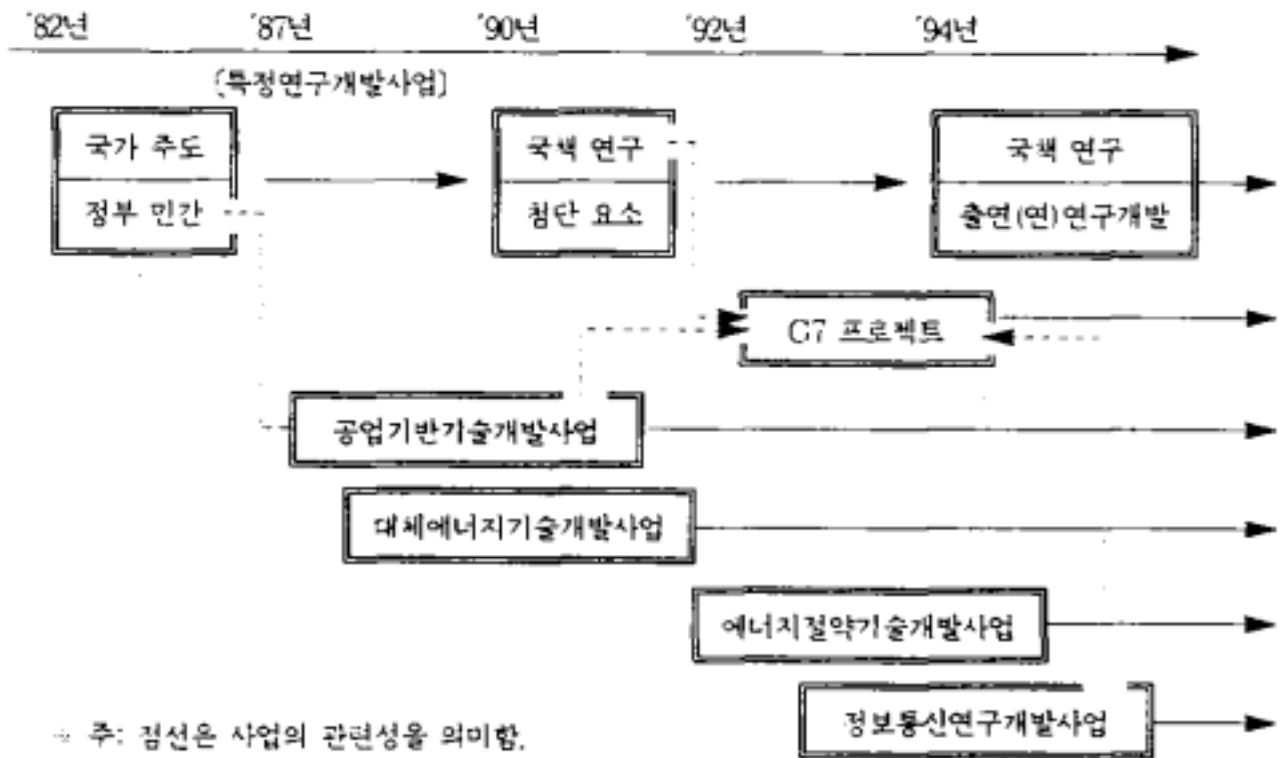 '82년 '87년 '90년 '92년 '94년
[특정연구개발사업]
국가 주도
정부 민간
국책 연구
첨단 요소
국책 연구
출연(연)연구개발
G7 프로젝트
공업기반기술개발사업
대체에너지기술개발사업
에너지절약기술개발사업
정보통신연구개발사업
주: 점선은 사업의 관련성을 의미함.